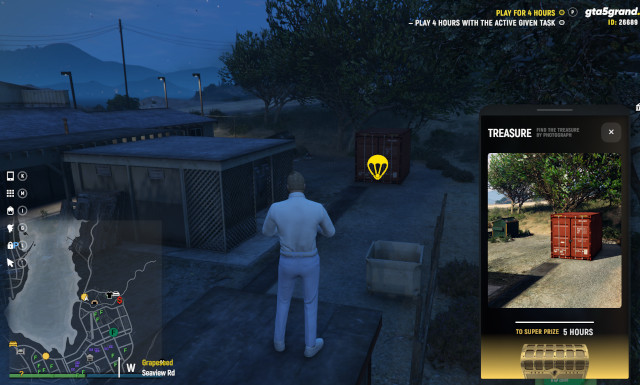 PLAY FOR 4 HOURS
P
gta5grand.
– PLAY 4 HOURS WITH THE ACTIVE GIVEN TASK
ID: 26689
TREASURE
FIND THE TREASURE
BY PHOTOGRAPH
K
M
I
TO SUPER PRIZE 5 HOURS
W
Grapeseed
Seaview Rd